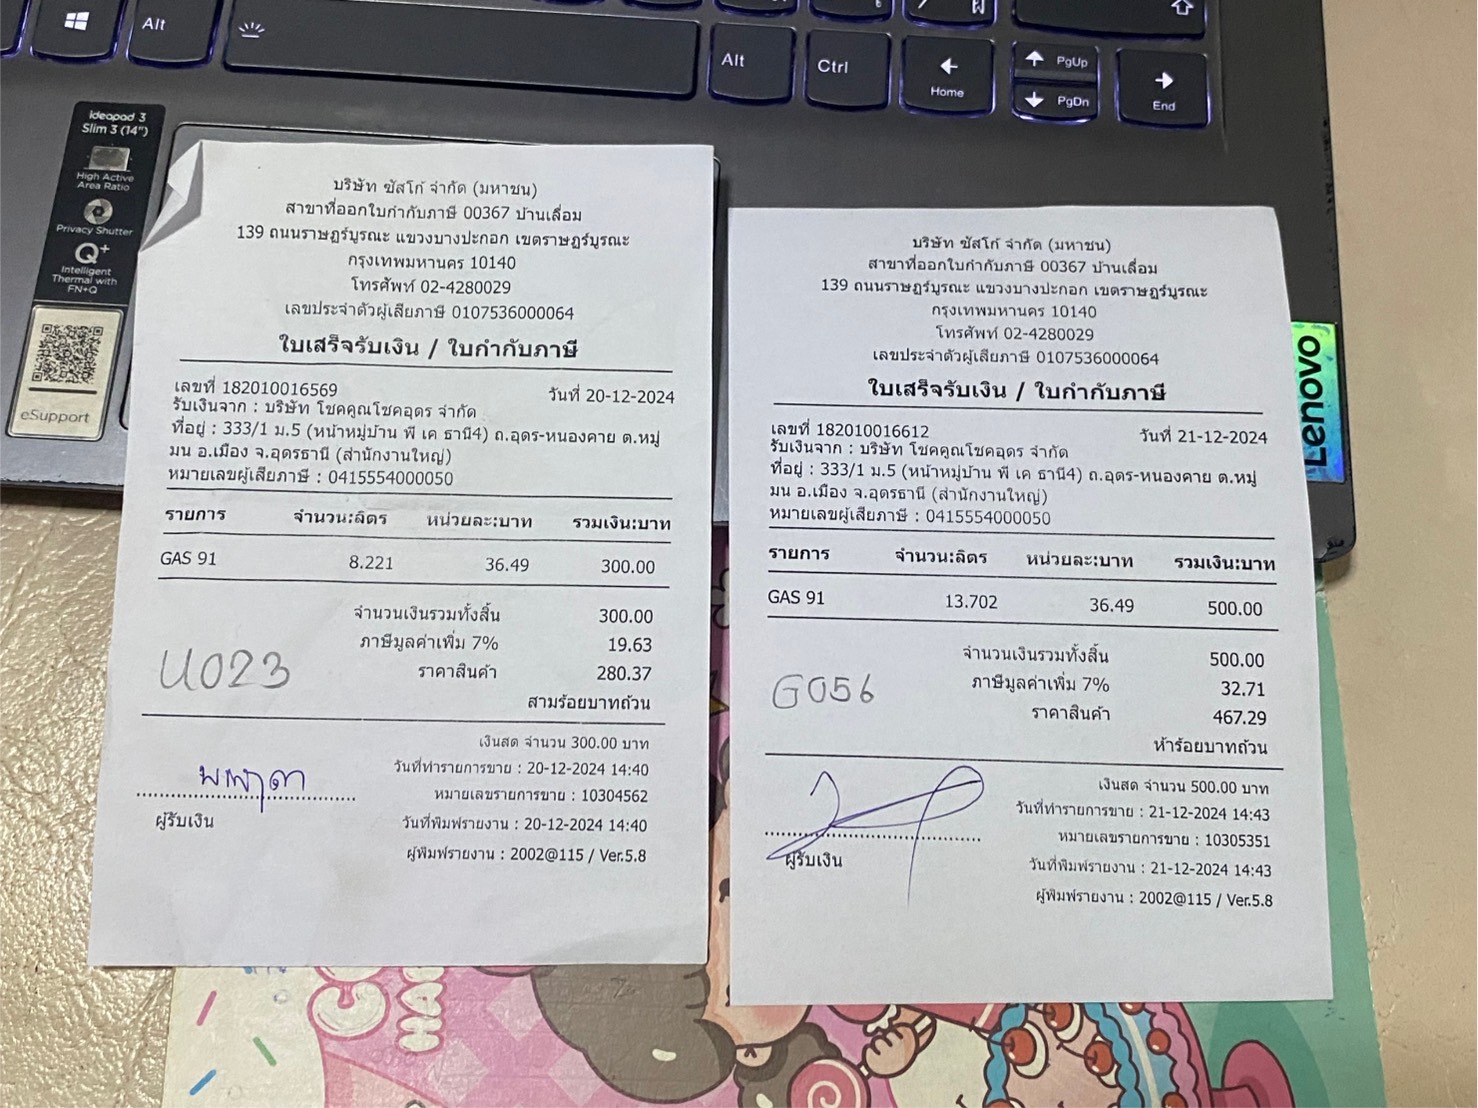 Alt
Alt
Ctrl
Home
PgUp
PgDn
End
Ideapad 3
Slim 3 (14")
High Active
Area Ratio
Privacy Shutter
Q+
Intelligent
Thermal with
FN+Q
eSupport
Lenovo
บริษัท ซัสโก้ จำกัด (มหาชน)
สาขาที่ออกใบกำกับภาษี 00367 บ้านเลื่อม
139 ถนนราษฎร์บูรณะ แขวงบางปะกอก เขตราษฎร์บูรณะ
กรุงเทพมหานคร 10140
โทรศัพท์ 02-4280029
เลขประจำตัวผู้เสียภาษี 0107536000064
ใบเสร็จรับเงิน / ใบกำกับภาษี
เลขที่ 182010016569 วันที่ 20-12-2024
รับเงินจาก : บริษัท โชคคูณโชคอุดร จำกัด
ที่อยู่ : 333/1 ม.5 (หน้าหมู่บ้าน พี เค ธานี4) ถ.อุดร-หนองคาย ต.หมู่
มน อ.เมือง จ.อุดรธานี (สำนักงานใหญ่)
หมายเลขผู้เสียภาษี : 0415554000050
รายการ จำนวน:ลิตร หน่วยละ:บาท รวมเงิน:บาท
GAS 91 8.221 36.49 300.00
จำนวนเงินรวมทั้งสิ้น 300.00
ภาษีมูลค่าเพิ่ม 7% 19.63
ราคาสินค้า 280.37
U023
สามร้อยบาทถ้วน
เงินสด จำนวน 300.00 บาท
วันที่ทำรายการขาย : 20-12-2024 14:40
หมายเลขรายการขาย : 10304562
ผู้รับเงิน
วันที่พิมพ์รายงาน : 20-12-2024 14:40
ผู้พิมพ์รายงาน : 2002@115 / Ver.5.8
บริษัท ซัสโก้ จำกัด (มหาชน)
สาขาที่ออกใบกำกับภาษี 00367 บ้านเลื่อม
139 ถนนราษฎร์บูรณะ แขวงบางปะกอก เขตราษฎร์บูรณะ
กรุงเทพมหานคร 10140
โทรศัพท์ 02-4280029
เลขประจำตัวผู้เสียภาษี 0107536000064
ใบเสร็จรับเงิน / ใบกำกับภาษี
เลขที่ 182010016612 วันที่ 21-12-2024
รับเงินจาก : บริษัท โชคคูณโชคอุดร จำกัด
ที่อยู่ : 333/1 ม.5 (หน้าหมู่บ้าน พี เค ธานี4) ถ.อุดร-หนองคาย ต.หมู่
มน อ.เมือง จ.อุดรธานี (สำนักงานใหญ่)
หมายเลขผู้เสียภาษี : 0415554000050
รายการ จำนวน:ลิตร หน่วยละ:บาท รวมเงิน:บาท
GAS 91 13.702 36.49 500.00
จำนวนเงินรวมทั้งสิ้น 500.00
ภาษีมูลค่าเพิ่ม 7% 32.71
ราคาสินค้า 467.29
G056
ห้าร้อยบาทถ้วน
เงินสด จำนวน 500.00 บาท
วันที่ทำรายการขาย : 21-12-2024 14:43
หมายเลขรายการขาย : 10305351
ผู้รับเงิน
วันที่พิมพ์รายงาน : 21-12-2024 14:43
ผู้พิมพ์รายงาน : 2002@115 / Ver.5.8